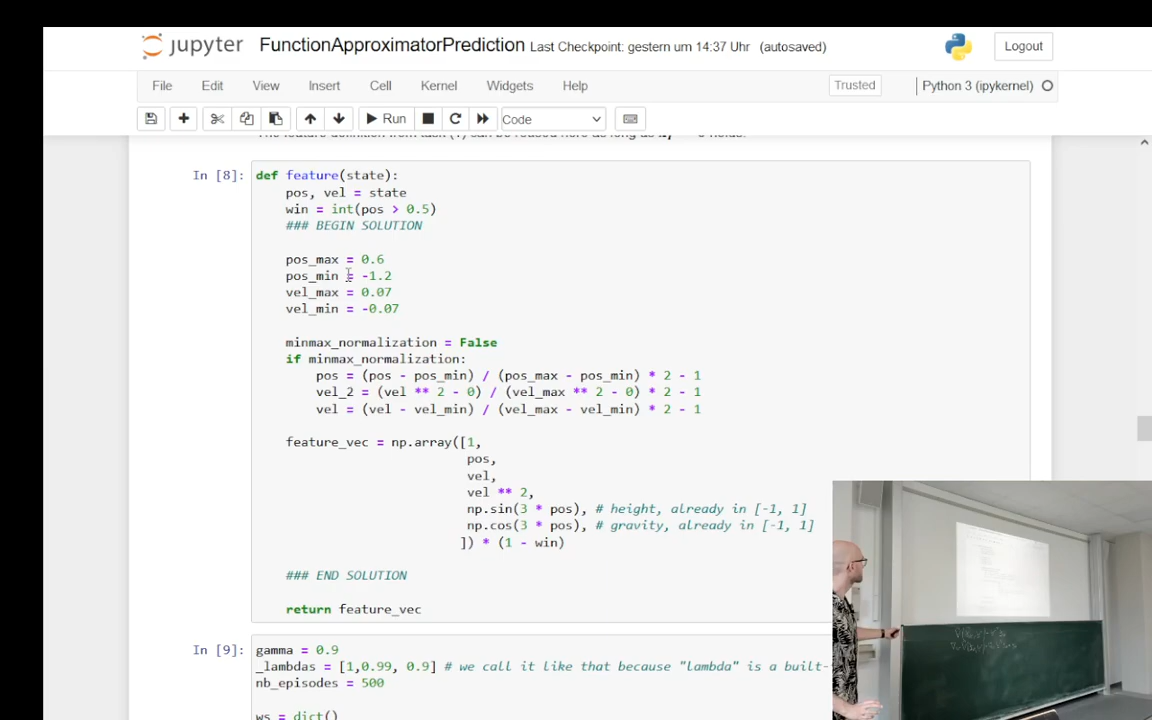 jupyter FunctionApproximatorPrediction Last Checkpoint: gestern um 14:37 Uhr (autosaved)
Logout
File Edit View Insert Cell Kernel Widgets Help
Trusted
Python 3 (ipykernel)
Run
Code
In [8]:
def feature(state):
pos, vel = state
win = int(pos > 0.5)
### BEGIN SOLUTION
pos_max = 0.6
pos_min = -1.2
vel_max = 0.07
vel_min = -0.07
minmax_normalization = False
if minmax_normalization:
pos = (pos - pos_min) / (pos_max - pos_min) * 2 - 1
vel_2 = (vel ** 2 - 0) / (vel_max ** 2 - 0) * 2 - 1
vel = (vel - vel_min) / (vel_max - vel_min) * 2 - 1
feature_vec = np.array([1,
pos,
vel,
vel ** 2,
np.sin(3 * pos), # height, already in [-1, 1]
np.cos(3 * pos), # gravity, already in [-1, 1]
]) * (1 - win)
### END SOLUTION
return feature_vec
In [9]:
gamma = 0.9
_lambdas = [1,0.99, 0.9] # we call it like that because "lambda" is a built-
nb_episodes = 500
ws = dict()